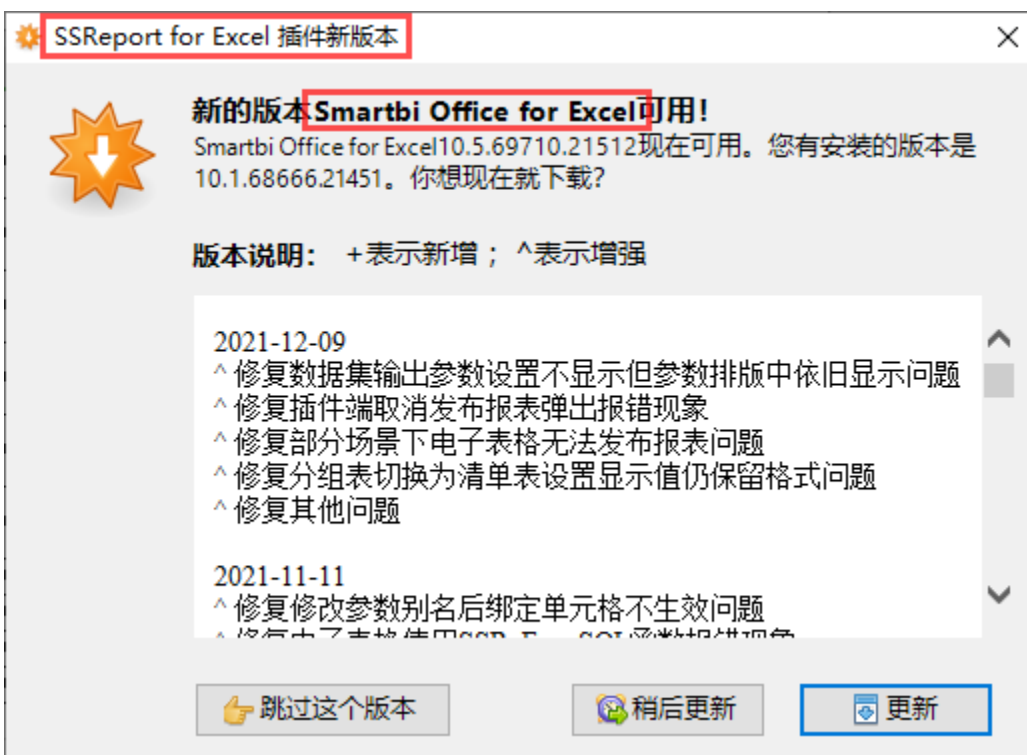 SSReport for Excel 插件新版本
新的版本Smartbi Office for Excel可用!
Smartbi Office for Excel10.5.69710.21512现在可用。您有安装的版本是
10.1.68666.21451。你想现在就下载?
版本说明： +表示新增 ；^表示增强
2021-12-09
^ 修复数据集输出参数设置不显示但参数排版中依旧显示问题
^ 修复插件端取消发布报表弹出报错现象
^ 修复部分场景下电子表格无法发布报表问题
^ 修复分组表切换为清单表设置显示值仍保留格式问题
^ 修复其他问题
2021-11-11
^ 修复修改参数别名后绑定单元格不生效问题
跳过这个版本
稍后更新
更新